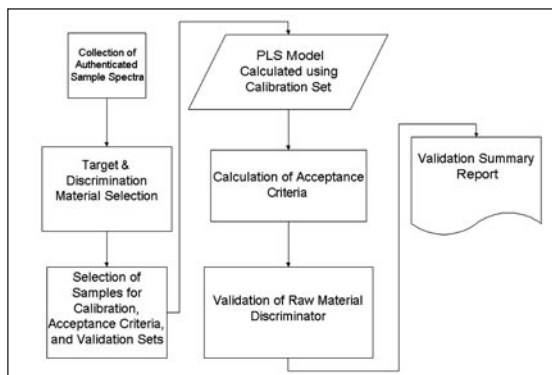 Collection of
Authenticated
Sample Spectra
Target &
Discrimination
Material Selection
Selection of
Samples for
Calibration,
Acceptance Criteria,
and Validation Sets
PLS Model
Calculated using
Calibration Set
Calculation of Acceptance
Criteria
Validation of Raw Material
Discriminator
Validation Summary
Report